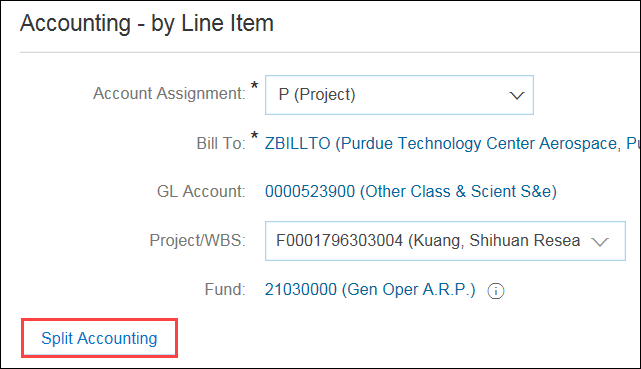 Accounting - by Line Item
Account Assignment: * P (Project)
Bill To: * ZBILLTO (Purdue Technology Center Aerospace, Pu
GL Account: 0000523900 (Other Class & Scient S&e)
Project/WBS: F0001796303004 (Kuang, Shihuan Resea
Fund: 21030000 (Gen Oper A.R.P.) i
Split Accounting